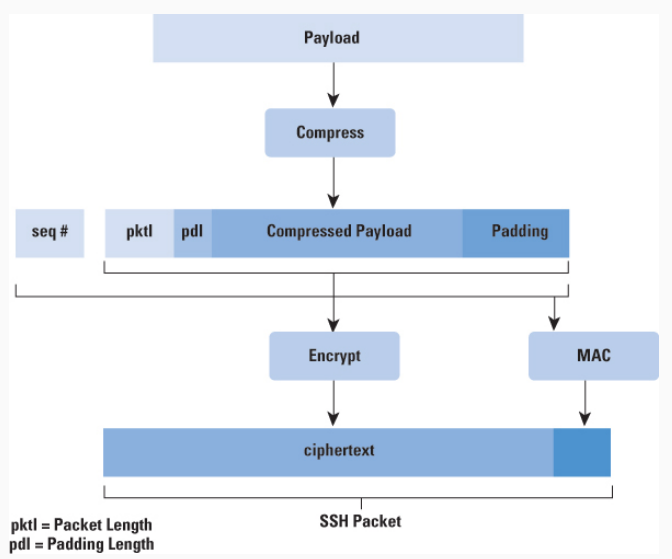 Payload
Compress
seq # pktl pdl Compressed Payload Padding
Encrypt MAC
ciphertext
SSH Packet
pktl = Packet Length
pdl = Padding Length